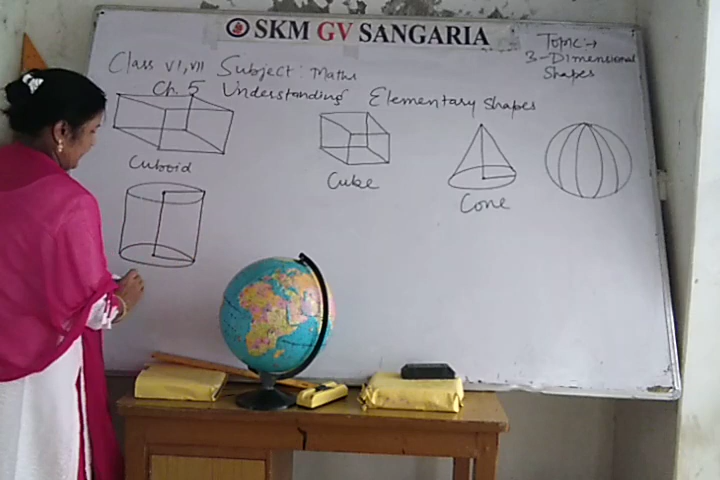 SKM GV SANGARIA
Topic:→
3-Dimensional
Shapes
Class VI, VII Subject: Maths
Ch. 5 Understanding Elementary Shapes
Cuboid
Cube
Cone